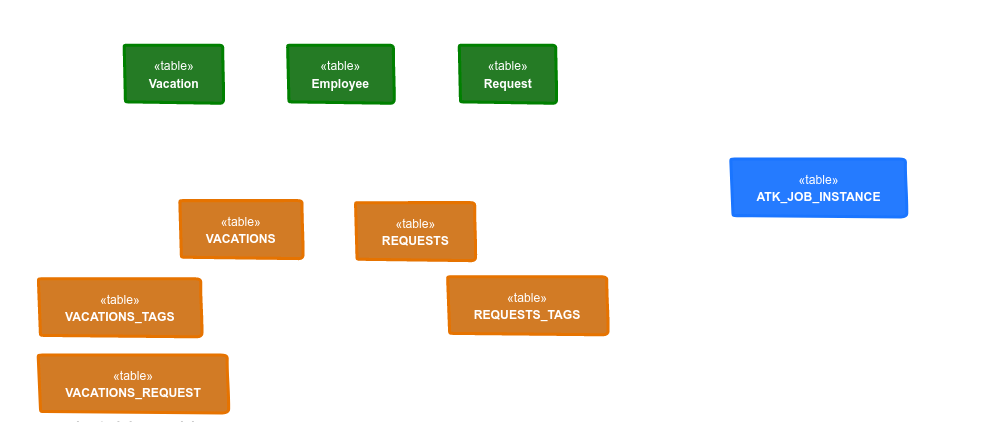 «table»
Vacation
«table»
Employee
«table»
Request
«table»
ATK_JOB_INSTANCE
«table»
VACATIONS
«table»
REQUESTS
«table»
VACATIONS_TAGS
«table»
REQUESTS_TAGS
«table»
VACATIONS_REQUEST